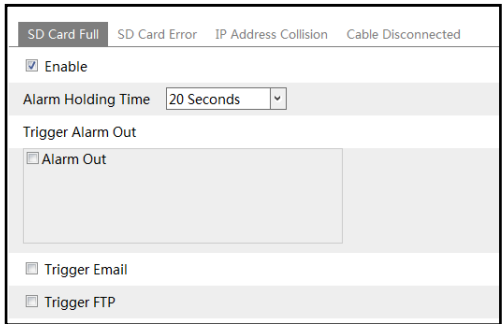 SD Card Full SD Card Error IP Address Collision Cable Disconnected
Enable
Alarm Holding Time 20 Seconds
Trigger Alarm Out
Alarm Out
Trigger Email
Trigger FTP